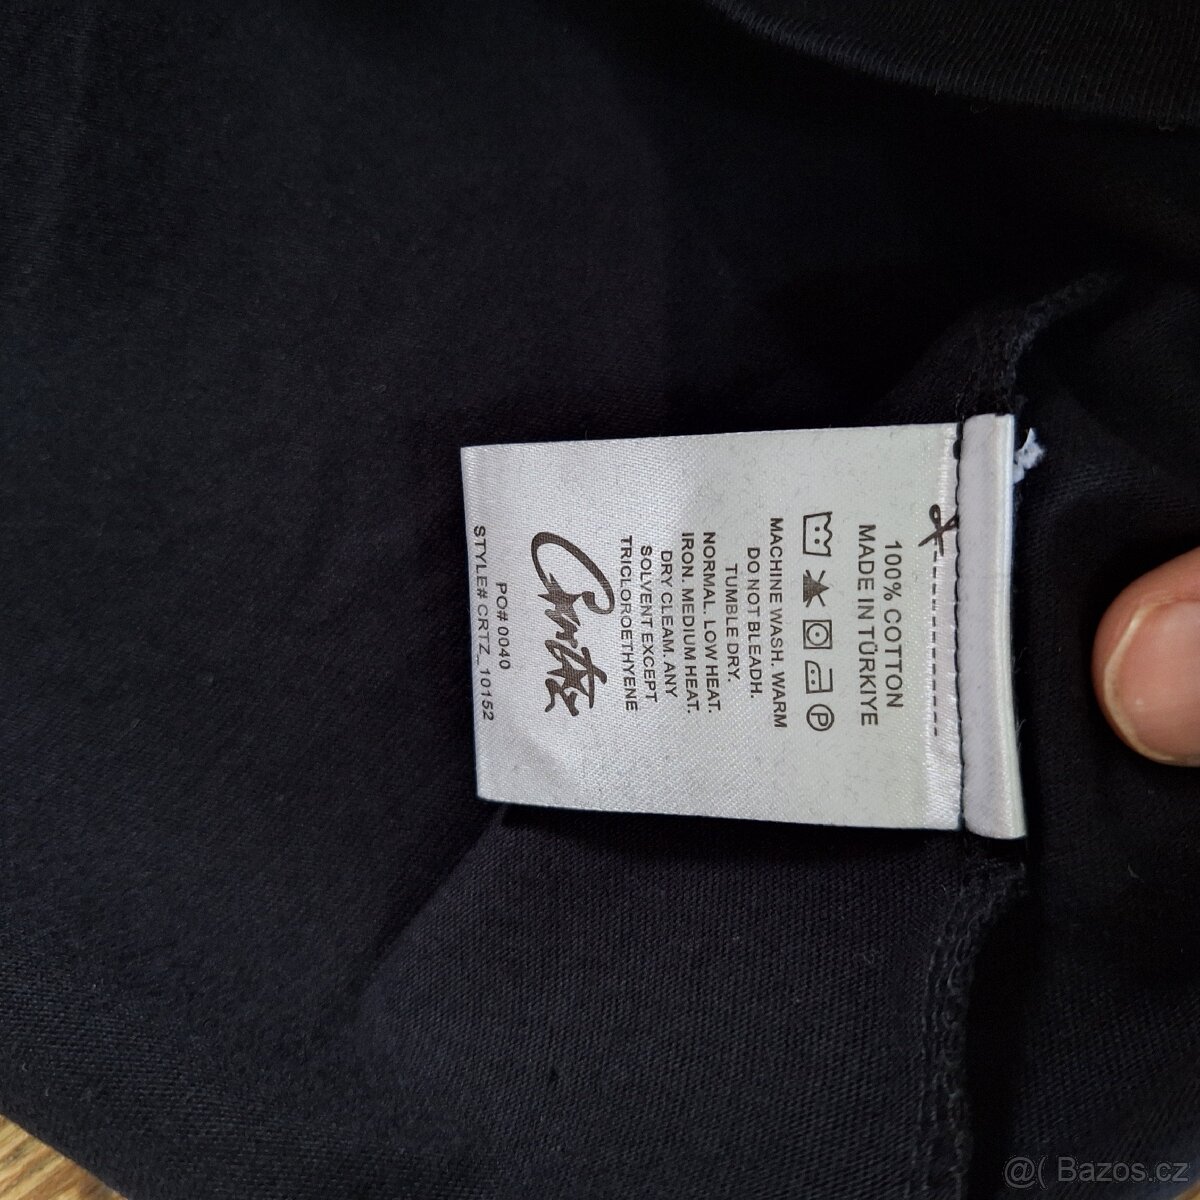 100% COTTON
MADE IN TÜRKIYE
P
MACHINE WASH. WARM
DO NOT BLEADH.
TUMBLE DRY.
NORMAL. LOW HEAT.
IRON. MEDIUM HEAT.
DRY CLEAM. ANY
SOLVENT EXCEPT
TRICLOROETHYENE
Corteiz
PO# 0040
STYLE# CRTZ_10152
@( Bazos.cz